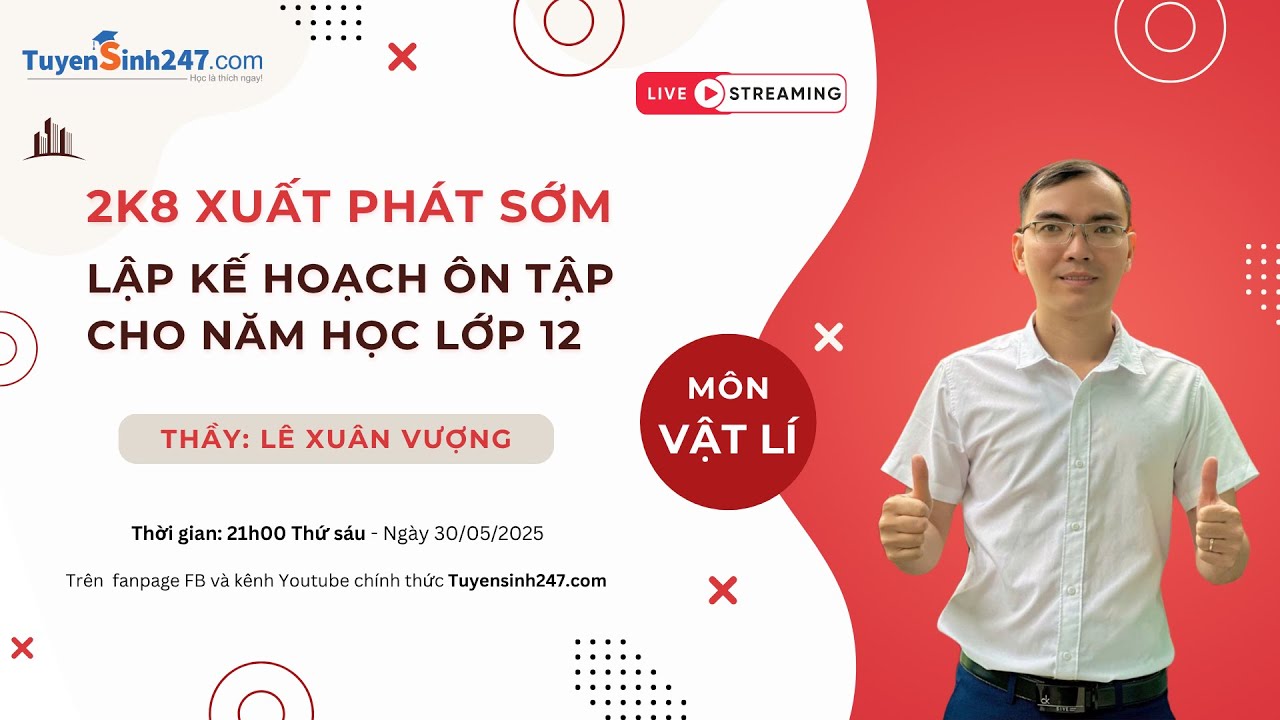 TuyenSinh247.com
Học là thích ngay!
LIVE STREAMING
2K8 XUẤT PHÁT SỚM
LẬP KẾ HOẠCH ÔN TẬP
CHO NĂM HỌC LỚP 12
MÔN
VẬT LÍ
THẦY: LÊ XUÂN VƯỢNG
Thời gian: 21h00 Thứ sáu - Ngày 30/05/2025
Trên fanpage FB và kênh Youtube chính thức Tuyensinh247.com